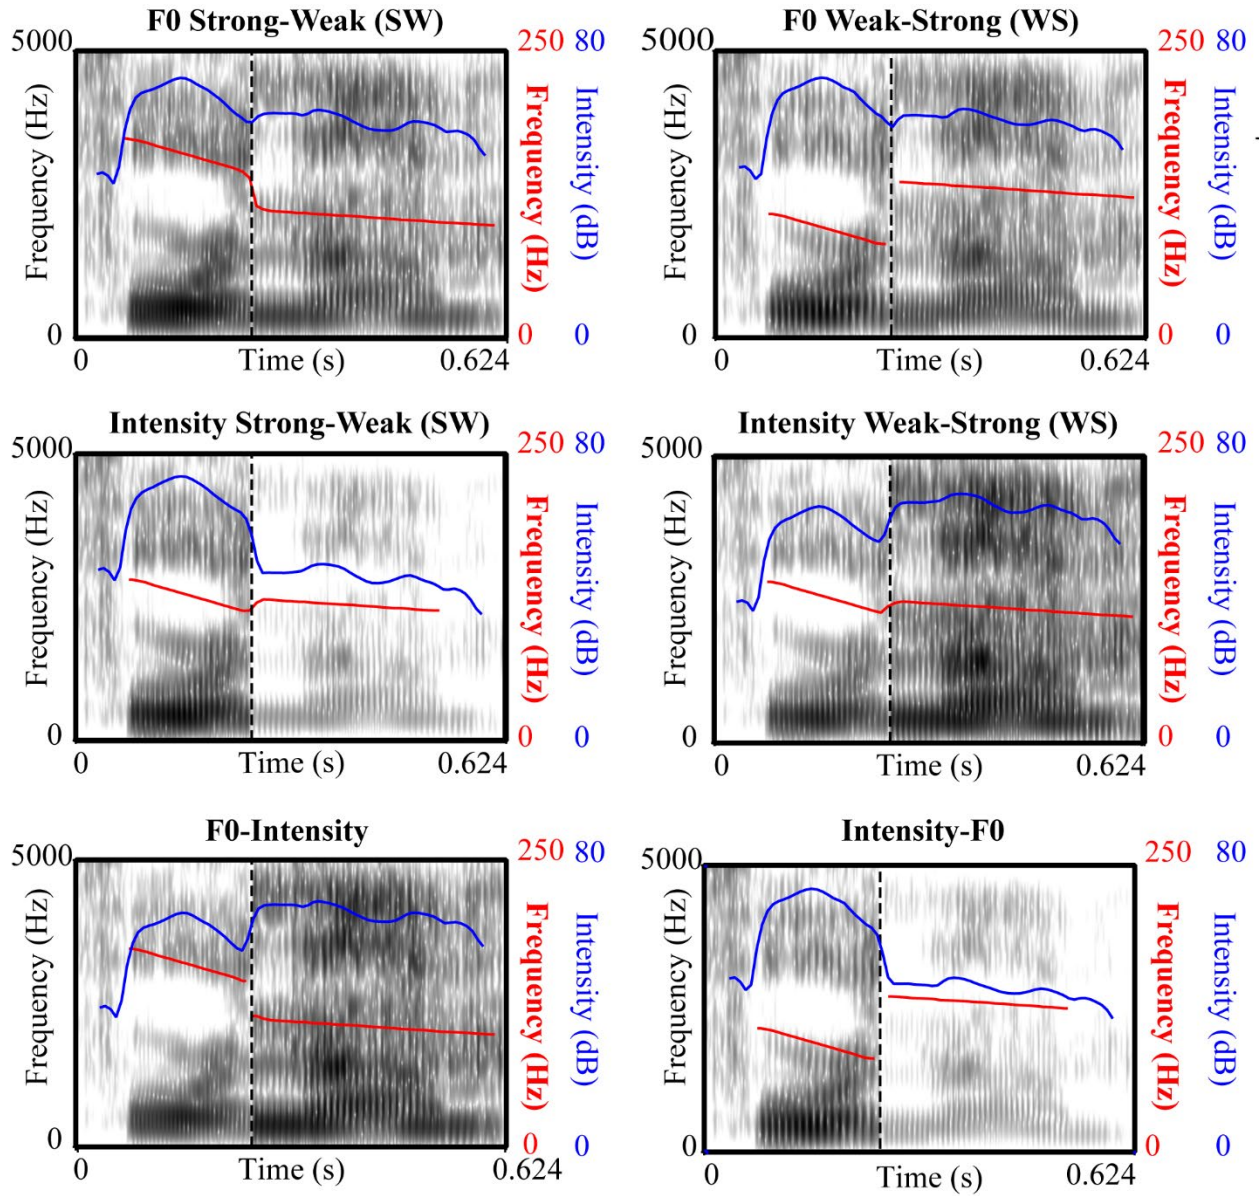 F0 Strong-Weak (SW)
5000
250
80
Frequency (Hz)
Frequency (Hz)
Intensity (dB)
0
0
0
0
Time (s)
0.624
F0 Weak-Strong (WS)
5000
250
80
Frequency (Hz)
Frequency (Hz)
Intensity (dB)
0
0
0
0
Time (s)
0.624
Intensity Strong-Weak (SW)
5000
250
80
Frequency (Hz)
Frequency (Hz)
Intensity (dB)
0
0
0
0
Time (s)
0.624
Intensity Weak-Strong (WS)
5000
250
80
Frequency (Hz)
Frequency (Hz)
Intensity (dB)
0
0
0
0
Time (s)
0.624
F0-Intensity
5000
250
80
Frequency (Hz)
Frequency (Hz)
Intensity (dB)
0
0
0
0
Time (s)
0.624
Intensity-F0
5000
250
80
Frequency (Hz)
Frequency (Hz)
Intensity (dB)
0
0
0
0
Time (s)
0.624